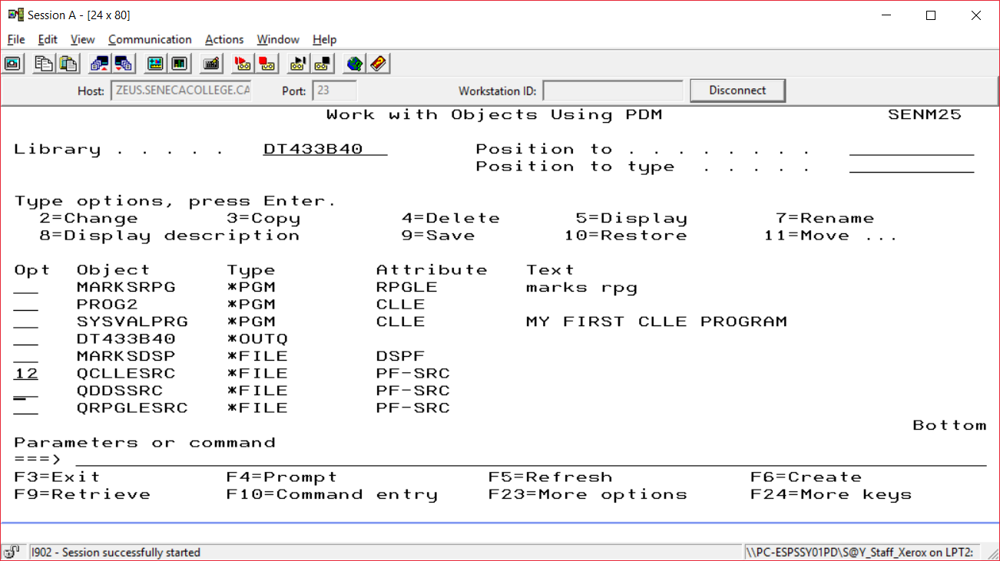 Session A - [24 x 80]
File Edit View Communication Actions Window Help
Host: ZEUS.SENECACOLLEGE.CA Port: 23 Workstation ID: Disconnect
Work with Objects Using PDM SENM25
Library . . . . . DT433B40 Position to . . . . . . . .
Position to type . . . . .
Type options, press Enter.
2=Change 3=Copy 4=Delete 5=Display 7=Rename
8=Display description 9=Save 10=Restore 11=Move ...
Opt Object Type Attribute Text
MARKSRPG *PGM RPGLE marks rpg
PROG2 *PGM CLLE
SYSVALPRG *PGM CLLE MY FIRST CLLE PROGRAM
DT433B40 *OUTQ
MARKSDSP *FILE DSPF
12 QCLLESRC *FILE PF-SRC
QDDSSRC *FILE PF-SRC
QRPGLESRC *FILE PF-SRC
Bottom
Parameters or command
===>
F3=Exit F4=Prompt F5=Refresh F6=Create
F9=Retrieve F10=Command entry F23=More options F24=More keys
I902 - Session successfully started \\PC-ESPSSY01PD\S@Y_Staff_Xerox on LPT2: